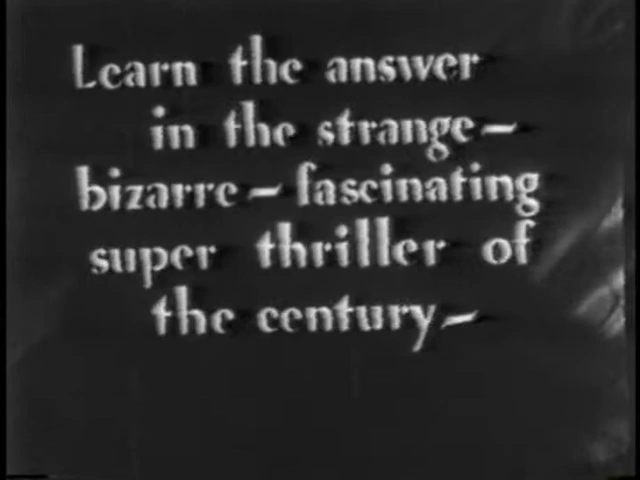 Learn the answer
in the strange—
bizarre— fascinating
super thriller of
the century—